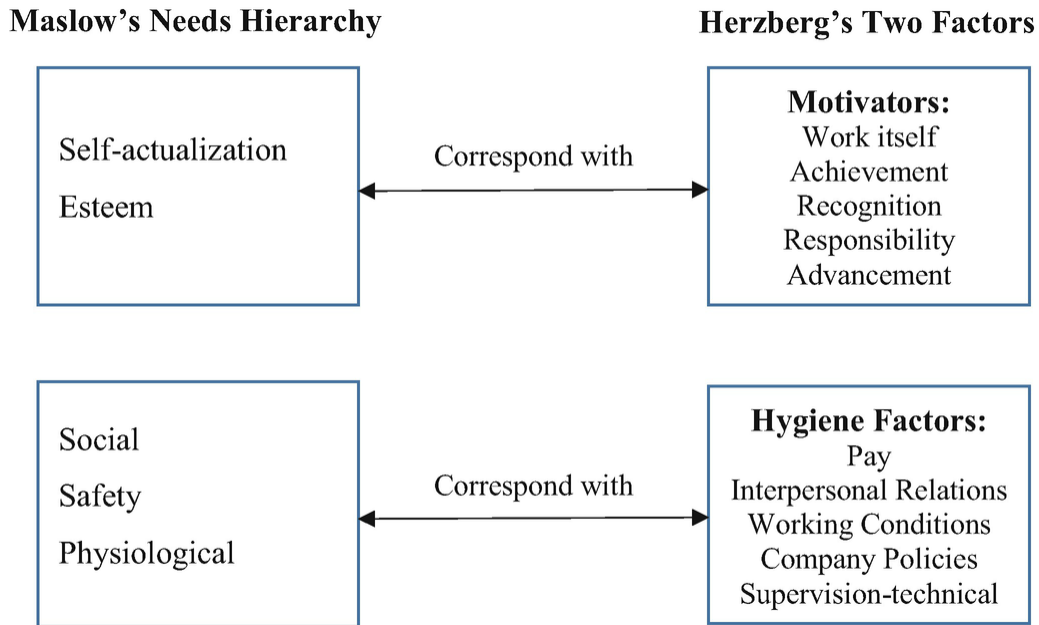 Maslow’s Needs Hierarchy
Herzberg’s Two Factors
Self-actualization
Esteem
Correspond with
Motivators:
Work itself
Achievement
Recognition
Responsibility
Advancement
Social
Safety
Physiological
Correspond with
Hygiene Factors:
Pay
Interpersonal Relations
Working Conditions
Company Policies
Supervision-technical